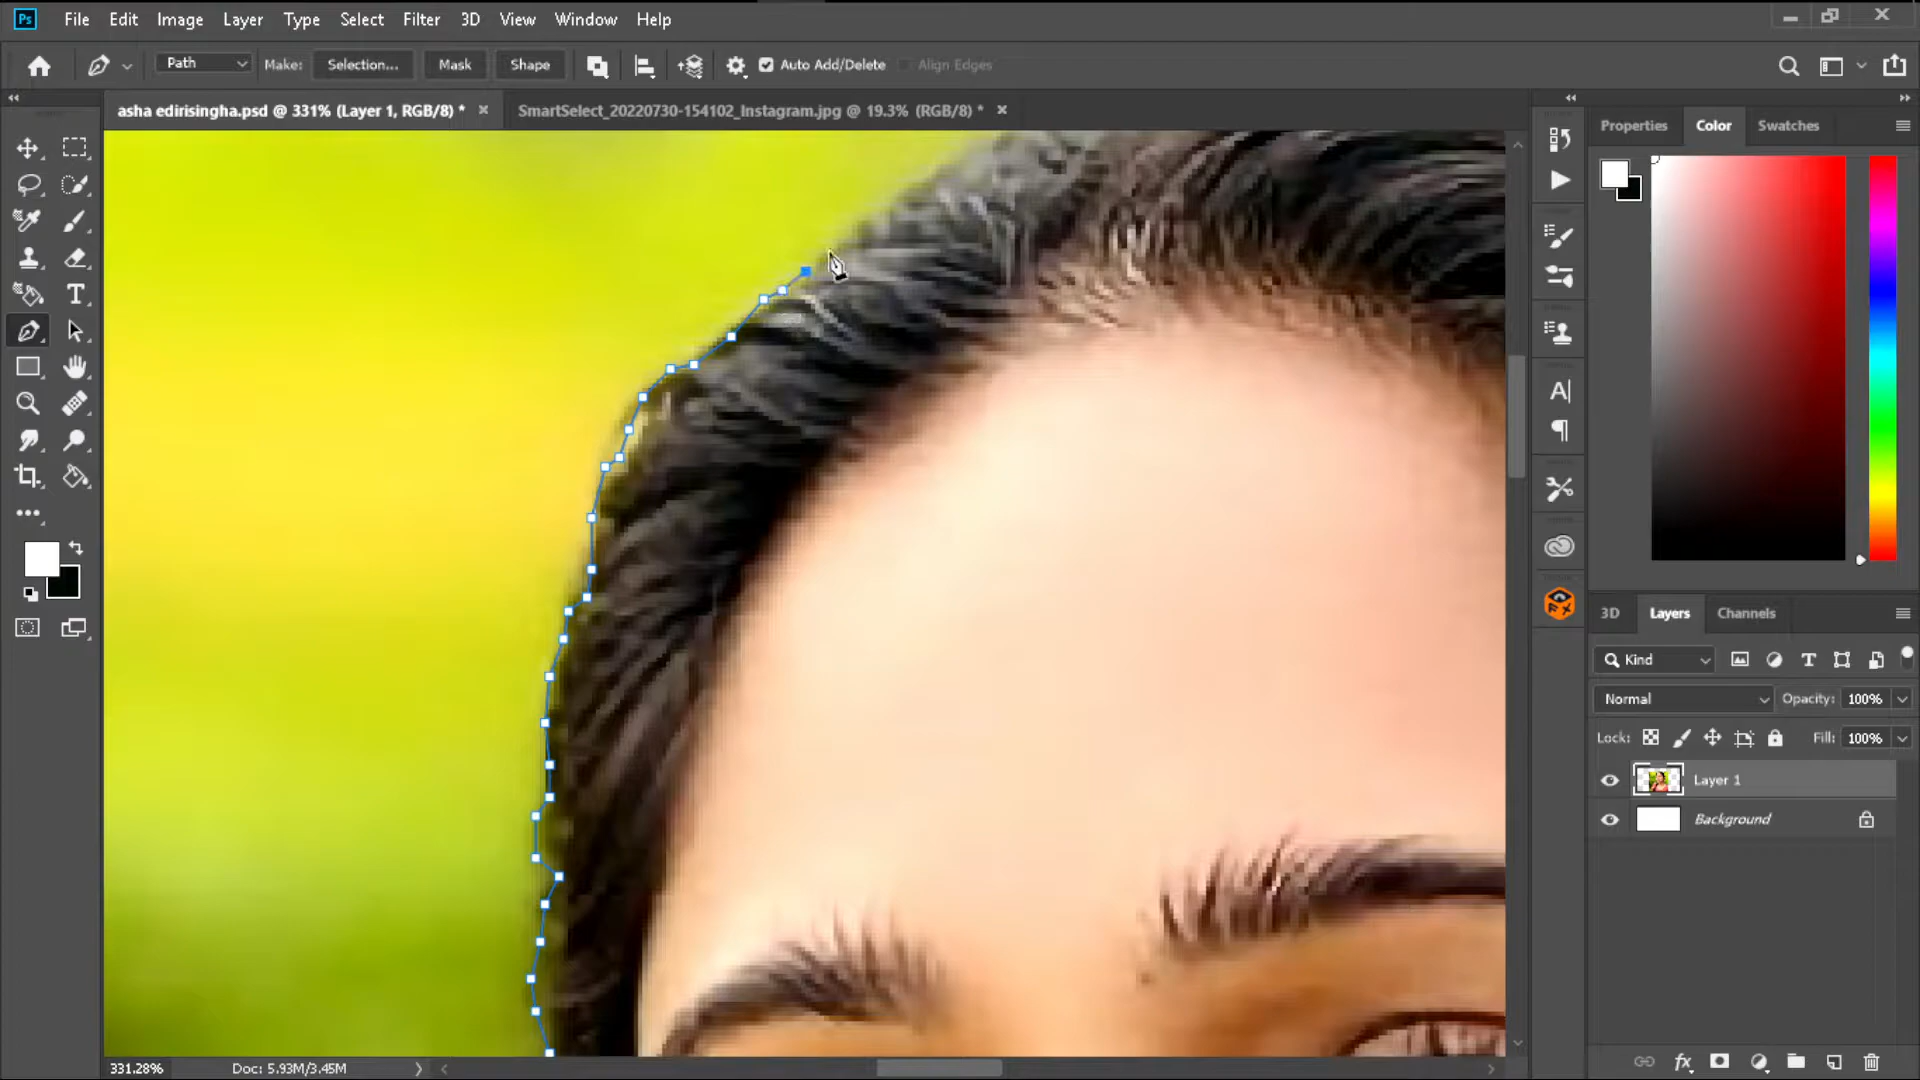 Ps File Edit Image Layer Type Select Filter 3D View Window Help
Path Make: Selection... Mask Shape Auto Add/Delete Align Edges
asha edirisingha.psd @ 331% (Layer 1, RGB/8) * SmartSelect_20220730-154102_Instagram.jpg @ 19.3% (RGB/8) *
Properties Color Swatches
3D Layers Channels
Kind
Normal Opacity: 100%
Lock: Fill: 100%
Layer 1
Background
331.28% Doc: 5.93M/3.45M